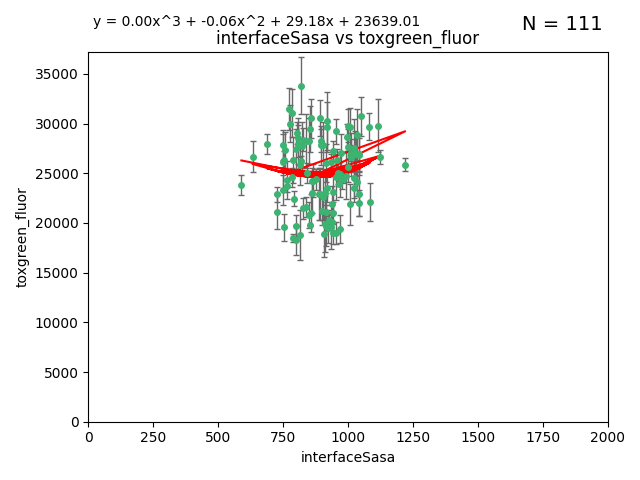 y = 0.00x^3 + -0.06x^2 + 29.18x + 23639.01
N = 111
interfaceSasa vs toxgreen_fluor
35000
30000
25000
20000
15000
10000
5000
0
toxgreen_fluor
0 250 500 750 1000 1250 1500 1750 2000
interfaceSasa